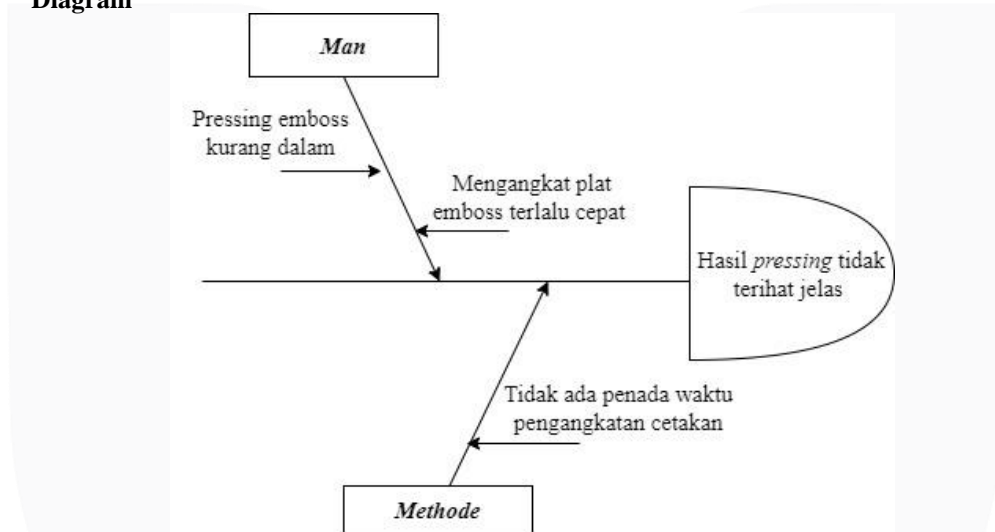 Diagram
Man
Pressing emboss
kurang dalam
Mengangkat plat
emboss terlalu cepat
Hasil pressing tidak
terihat jelas
Tidak ada penada waktu
pengangkatan cetakan
Methode